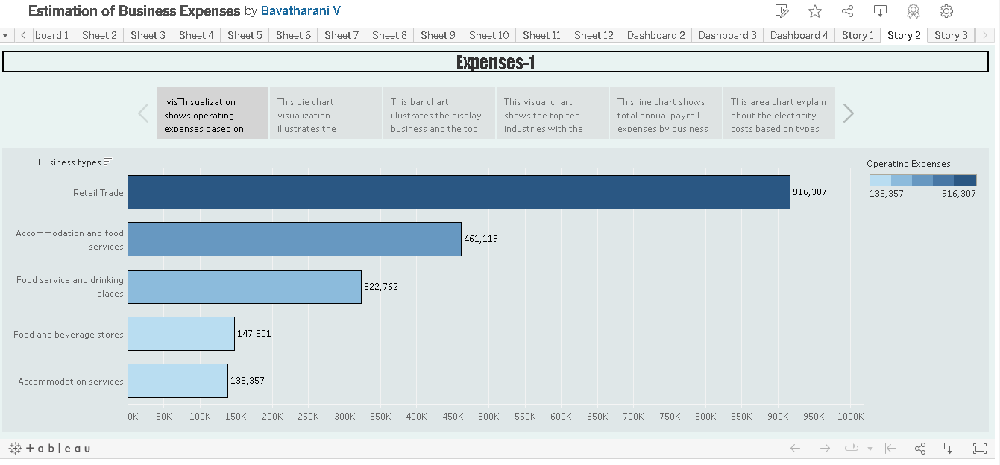 Estimation of Business Expenses by Bavatharani V
board 1 Sheet 2 Sheet 3 Sheet 4 Sheet 5 Sheet 6 Sheet 7 Sheet 8 Sheet 9 Sheet 10 Sheet 11 Sheet 12 Dashboard 2 Dashboard 3 Dashboard 4 Story 1 Story 2 Story 3
Expenses-1
visThisualization
shows operating
expenses based on
This pie chart
visualization
illustrates the
This bar chart
illustrates the display
business and the top
This visual chart
shows the top ten
industries with the
This line chart shows
total annual payroll
expenses by business
This area chart explain
about the electricity
costs based on types
Business types
Operating Expenses
138,357 916,307
Retail Trade 916,307
Accommodation and food
services
461,119
Food service and drinking
places
322,762
Food and beverage stores 147,801
Accommodation services 138,357
0K 50K 100K 150K 200K 250K 300K 350K 400K 450K 500K 550K 600K 650K 700K 750K 800K 850K 900K 950K 1000K
+ a b l e a u